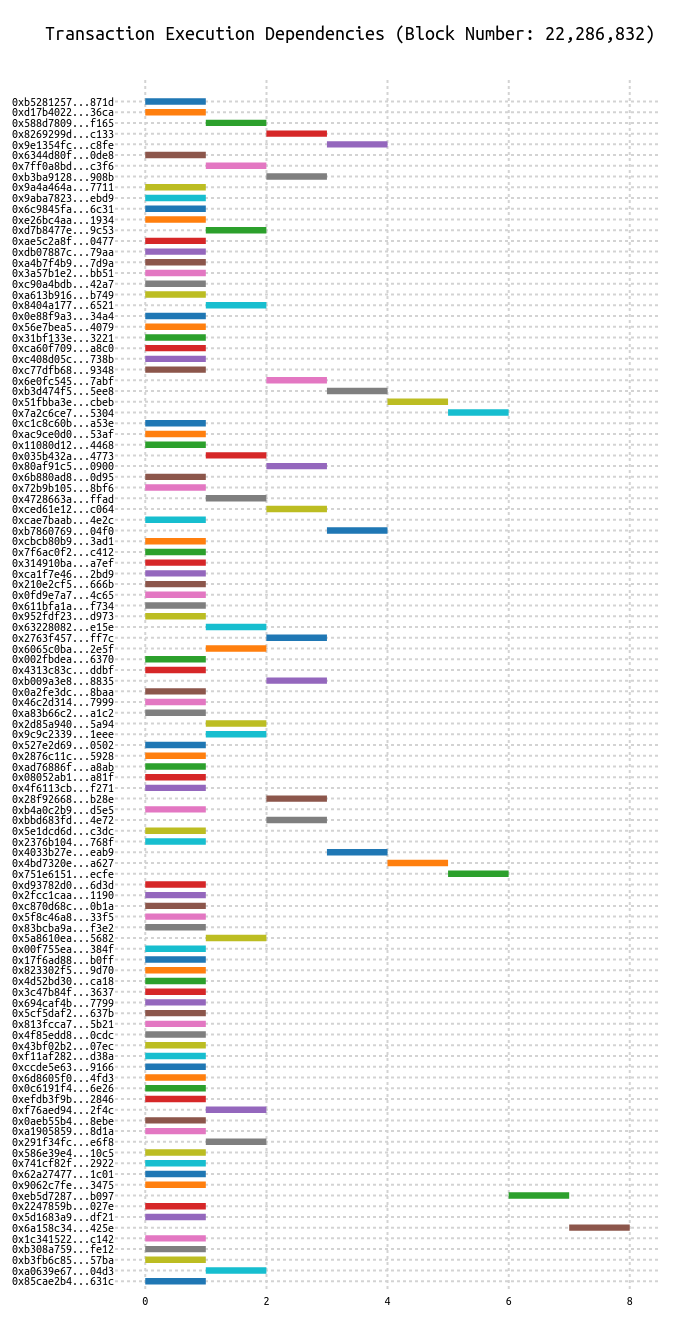 Transaction Execution Dependencies (Block Number: 22,286,832)
0xb5281257...871d
0xd17b4022...36ca
0x588d7809...f165
0x8269299d...c133
0x9e1354fc...c8fe
0x6344d80f...0de8
0x7ff0a8bd...c3f6
0xb3ba9128...908b
0x9a4a464a...7711
0x9aba7823...ebd9
0x6c9845fa...6c31
0xe26bc4aa...1934
0xd7b8477e...9c53
0xae5c2a8f...0477
0xdb07887c...79aa
0xa4b7f4b9...7d9a
0x3a57b1e2...bb51
0xc90a4bdb...42a7
0xa613b916...b749
0x8404a177...6521
0x0e88f9a3...34a4
0x56e7bea5...4079
0x31bf133e...3221
0xca60f709...a8c0
0xc408d05c...738b
0xc77dfb68...9348
0x6e0fc545...7abf
0xb3d474f5...5ee8
0x51fbba3e...cbeb
0x7a2c6ce7...5304
0xc1c8c60b...a53e
0xac9ce0d0...53af
0x11080d12...4468
0x035b432a...4773
0x80af91c5...0900
0x6b880ad8...0d95
0x72b9b105...8bf6
0x4728663a...ffad
0xced61e12...c064
0xcae7baab...4e2c
0xb7860769...04f0
0xcbcb80b9...3ad1
0x7f6ac0f2...c412
0x314910ba...a7ef
0xca1f7e46...2bd9
0x210e2cf5...666b
0x0fd9e7a7...4c65
0x611bfa1a...f734
0x952fdf23...d973
0x63228082...e15e
0x2763f457...ff7c
0x6065c0ba...2e5f
0x002fbdea...6370
0x4313c83c...ddbf
0xb009a3e8...8835
0x0a2fe3dc...8baa
0x46c2d314...7999
0xa83b66c2...a1c2
0x2d85a940...5a94
0x9c9c2339...1eee
0x527e2d69...0502
0x2876c11c...5928
0xad76886f...a8ab
0x08052ab1...a81f
0x4f6113cb...f271
0x28f92668...b28e
0xb4a0c2b9...d5e5
0xbbd683fd...4e72
0x5e1dcd6d...c3dc
0x2376b104...768f
0x4033b27e...eab9
0x4bd7320e...a627
0x751e6151...ecfe
0xd93782d0...6d3d
0x2fcc1caa...1190
0xc870d68c...0b1a
0x5f8c46a8...33f5
0x83bcba9a...f3e2
0x5a8610ea...5682
0x00f755ea...384f
0x17f6ad88...b0ff
0x823302f5...9d70
0x4d52bd30...ca18
0x3c47b84f...3637
0x694caf4b...7799
0x5cf5daf2...637b
0x813fcca7...5b21
0x4f85edd8...0cdc
0x43bf02b2...07ec
0xf11af282...d38a
0xccde5e63...9166
0x6d8605f0...4fd3
0x0c6191f4...6e26
0xefdb3f9b...2846
0xf76aed94...2f4c
0x0aeb55b4...8ebe
0xa1905859...8d1a
0x291f34fc...e6f8
0x586e39e4...10c5
0x741cf82f...2922
0x62a27477...1c01
0x9062c7fe...3475
0xeb5d7287...b097
0x2247859b...027e
0x5d1683a9...df21
0x6a158c34...425e
0x1c341522...c142
0xb308a759...fe12
0xb3fb6c85...57ba
0xa0639e67...04d3
0x85cae2b4...631c
0 2 4 6 8